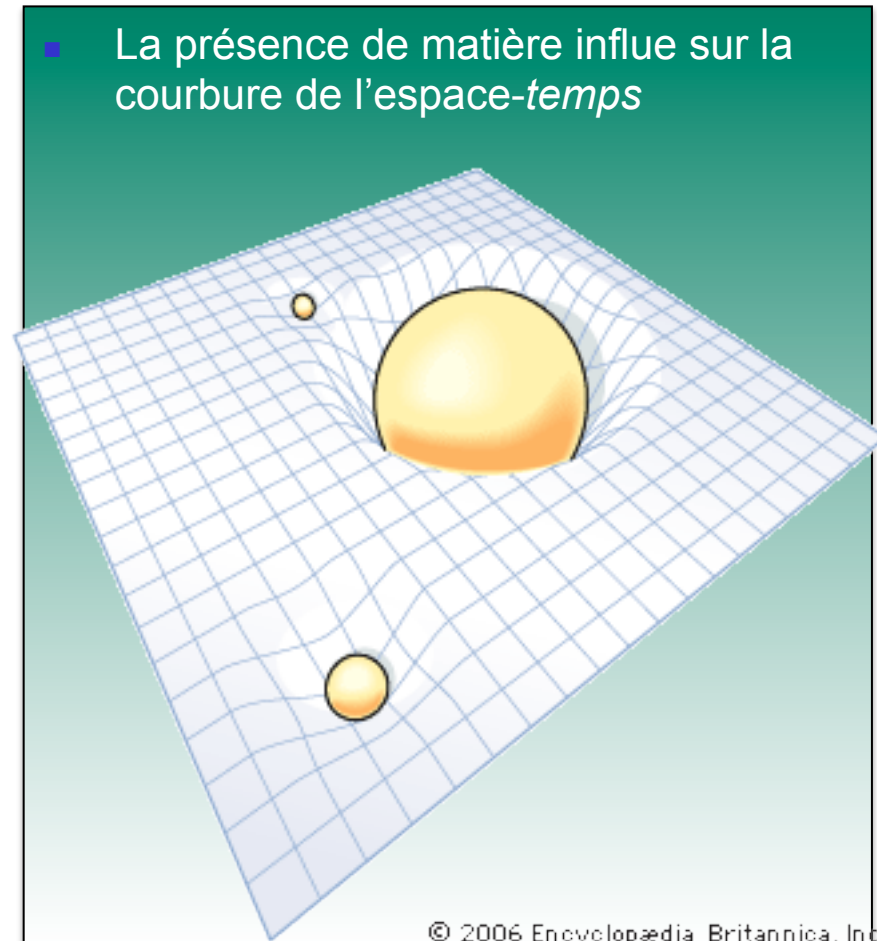 La présence de matière influe sur la
courbure de l’espace-temps
© 2006 Encyclopædia Britannica, Inc